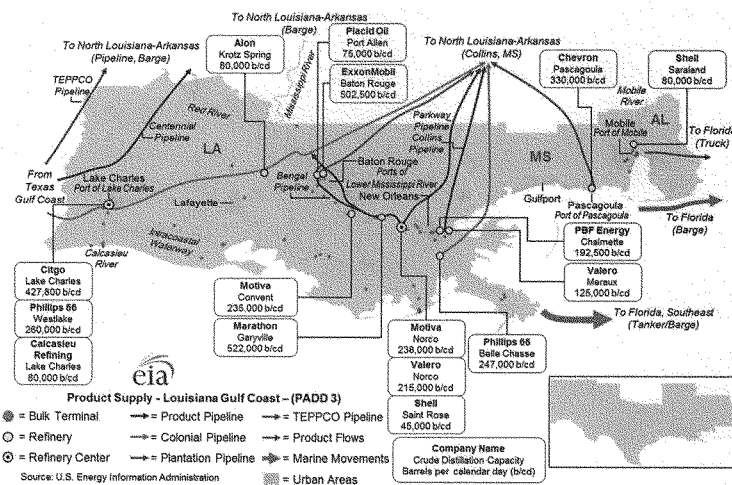 To North Louisiana-Arkansas
(Pipeline, Barge)
TEPPCO
Pipeline
Alon
Krotz Spring
80,000 b/cd
To North Louisiana-Arkansas
(Barge)
Mississippi River
Placid Oil
Port Allen
75,000 b/cd
ExxonMobil
Baton Rouge
502,500 b/cd
To North Louisiana-Arkansas
(Collins, MS)
Chevron
Pascagoula
330,000 b/cd
Shell
Saraland
80,000 b/cd
Red River
Centennial
Pipeline
LA
Parkway
Pipeline
Collins
Pipeline
MS
Mobile
River
AL
Mobile
Port of Mobile
To Florida
(Truck)
From
Texas
Gulf Coast
Lake Charles
Port of Lake Charles
Lafayette
Bengal
Pipeline
Baton Rouge
Ports of
Lower Mississippi River
New Orleans
Gulfport
Pascagoula
Port of Pascagoula
To Florida
(Barge)
Intracoastal
Waterway
Calcasieu
River
Citgo
Lake Charles
427,800 b/cd
Phillips 66
Westlake
260,000 b/cd
Calcasieu
Refining
Lake Charles
80,000 b/cd
Motiva
Convent
235,000 b/cd
Marathon
Garyville
522,000 b/cd
Motiva
Norco
238,000 b/cd
Valero
Norco
215,000 b/cd
Shell
Saint Rose
45,000 b/cd
Phillips 66
Belle Chasse
247,000 b/cd
PBF Energy
Chalmette
192,500 b/cd
Valero
Meraux
125,000 b/cd
To Florida, Southeast
(Tanker/Barge)
eia
Product Supply - Louisiana Gulf Coast – (PADD 3)
= Bulk Terminal
= Product Pipeline
= TEPPCO Pipeline
= Refinery
= Colonial Pipeline
= Product Flows
= Refinery Center
= Plantation Pipeline
= Marine Movements
= Urban Areas
Source: U.S. Energy Information Administration
Company Name
Crude Distillation Capacity
Barrels per calendar day (b/cd)